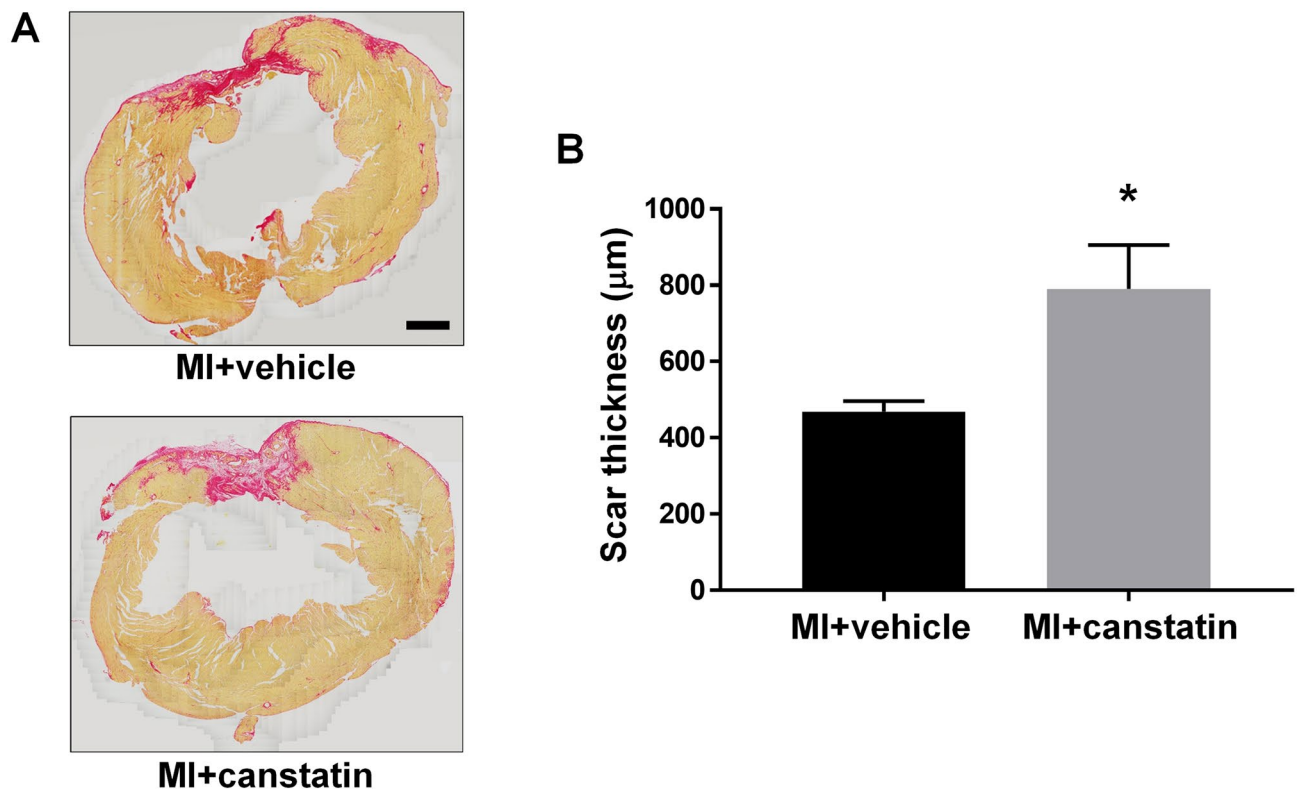 A
MI+vehicle
MI+canstatin
B
*
Scar thickness (μm)
1000
800
600
400
200
0
MI+vehicle
MI+canstatin